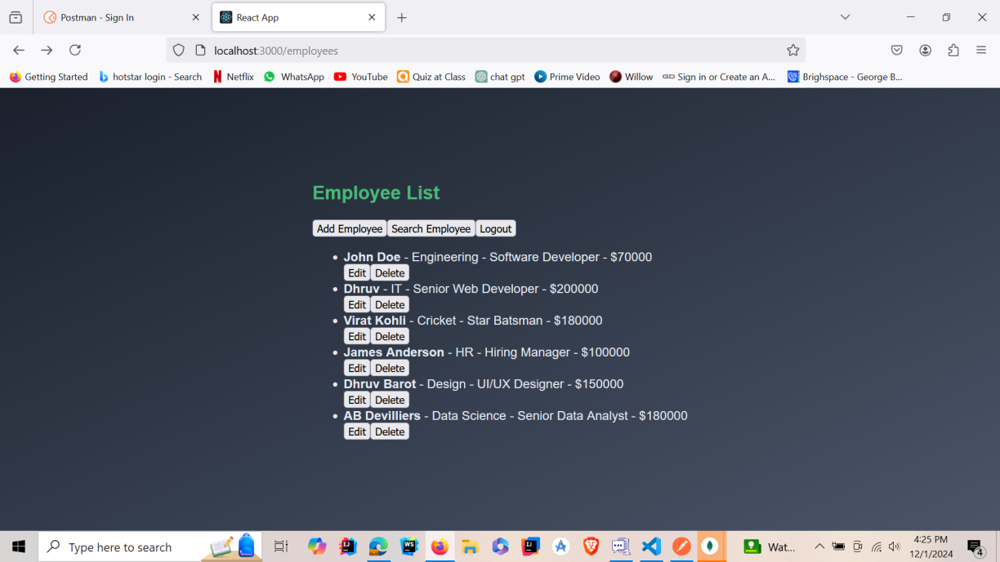 Postman - Sign In
React App
localhost:3000/employees
Getting Started
hotstar login - Search
Netflix
WhatsApp
YouTube
Quiz at Class
chat gpt
Prime Video
Willow
GD Sign in or Create an A...
Brighspace - George B...
Employee List
Add Employee Search Employee Logout
• John Doe - Engineering - Software Developer - $70000
Edit Delete
• Dhruv - IT - Senior Web Developer - $200000
Edit Delete
• Virat Kohli - Cricket - Star Batsman - $180000
Edit Delete
• James Anderson - HR - Hiring Manager - $100000
Edit Delete
• Dhruv Barot - Design - UI/UX Designer - $150000
Edit Delete
• AB Devilliers - Data Science - Senior Data Analyst - $180000
Edit Delete
Type here to search
WS
Wat...
4:25 PM
12/1/2024
4